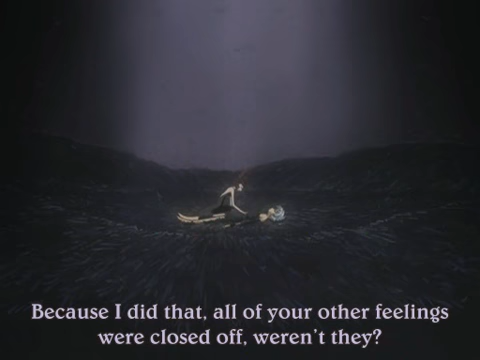 Because I did that, all of your other feelings
were closed off, weren't they?